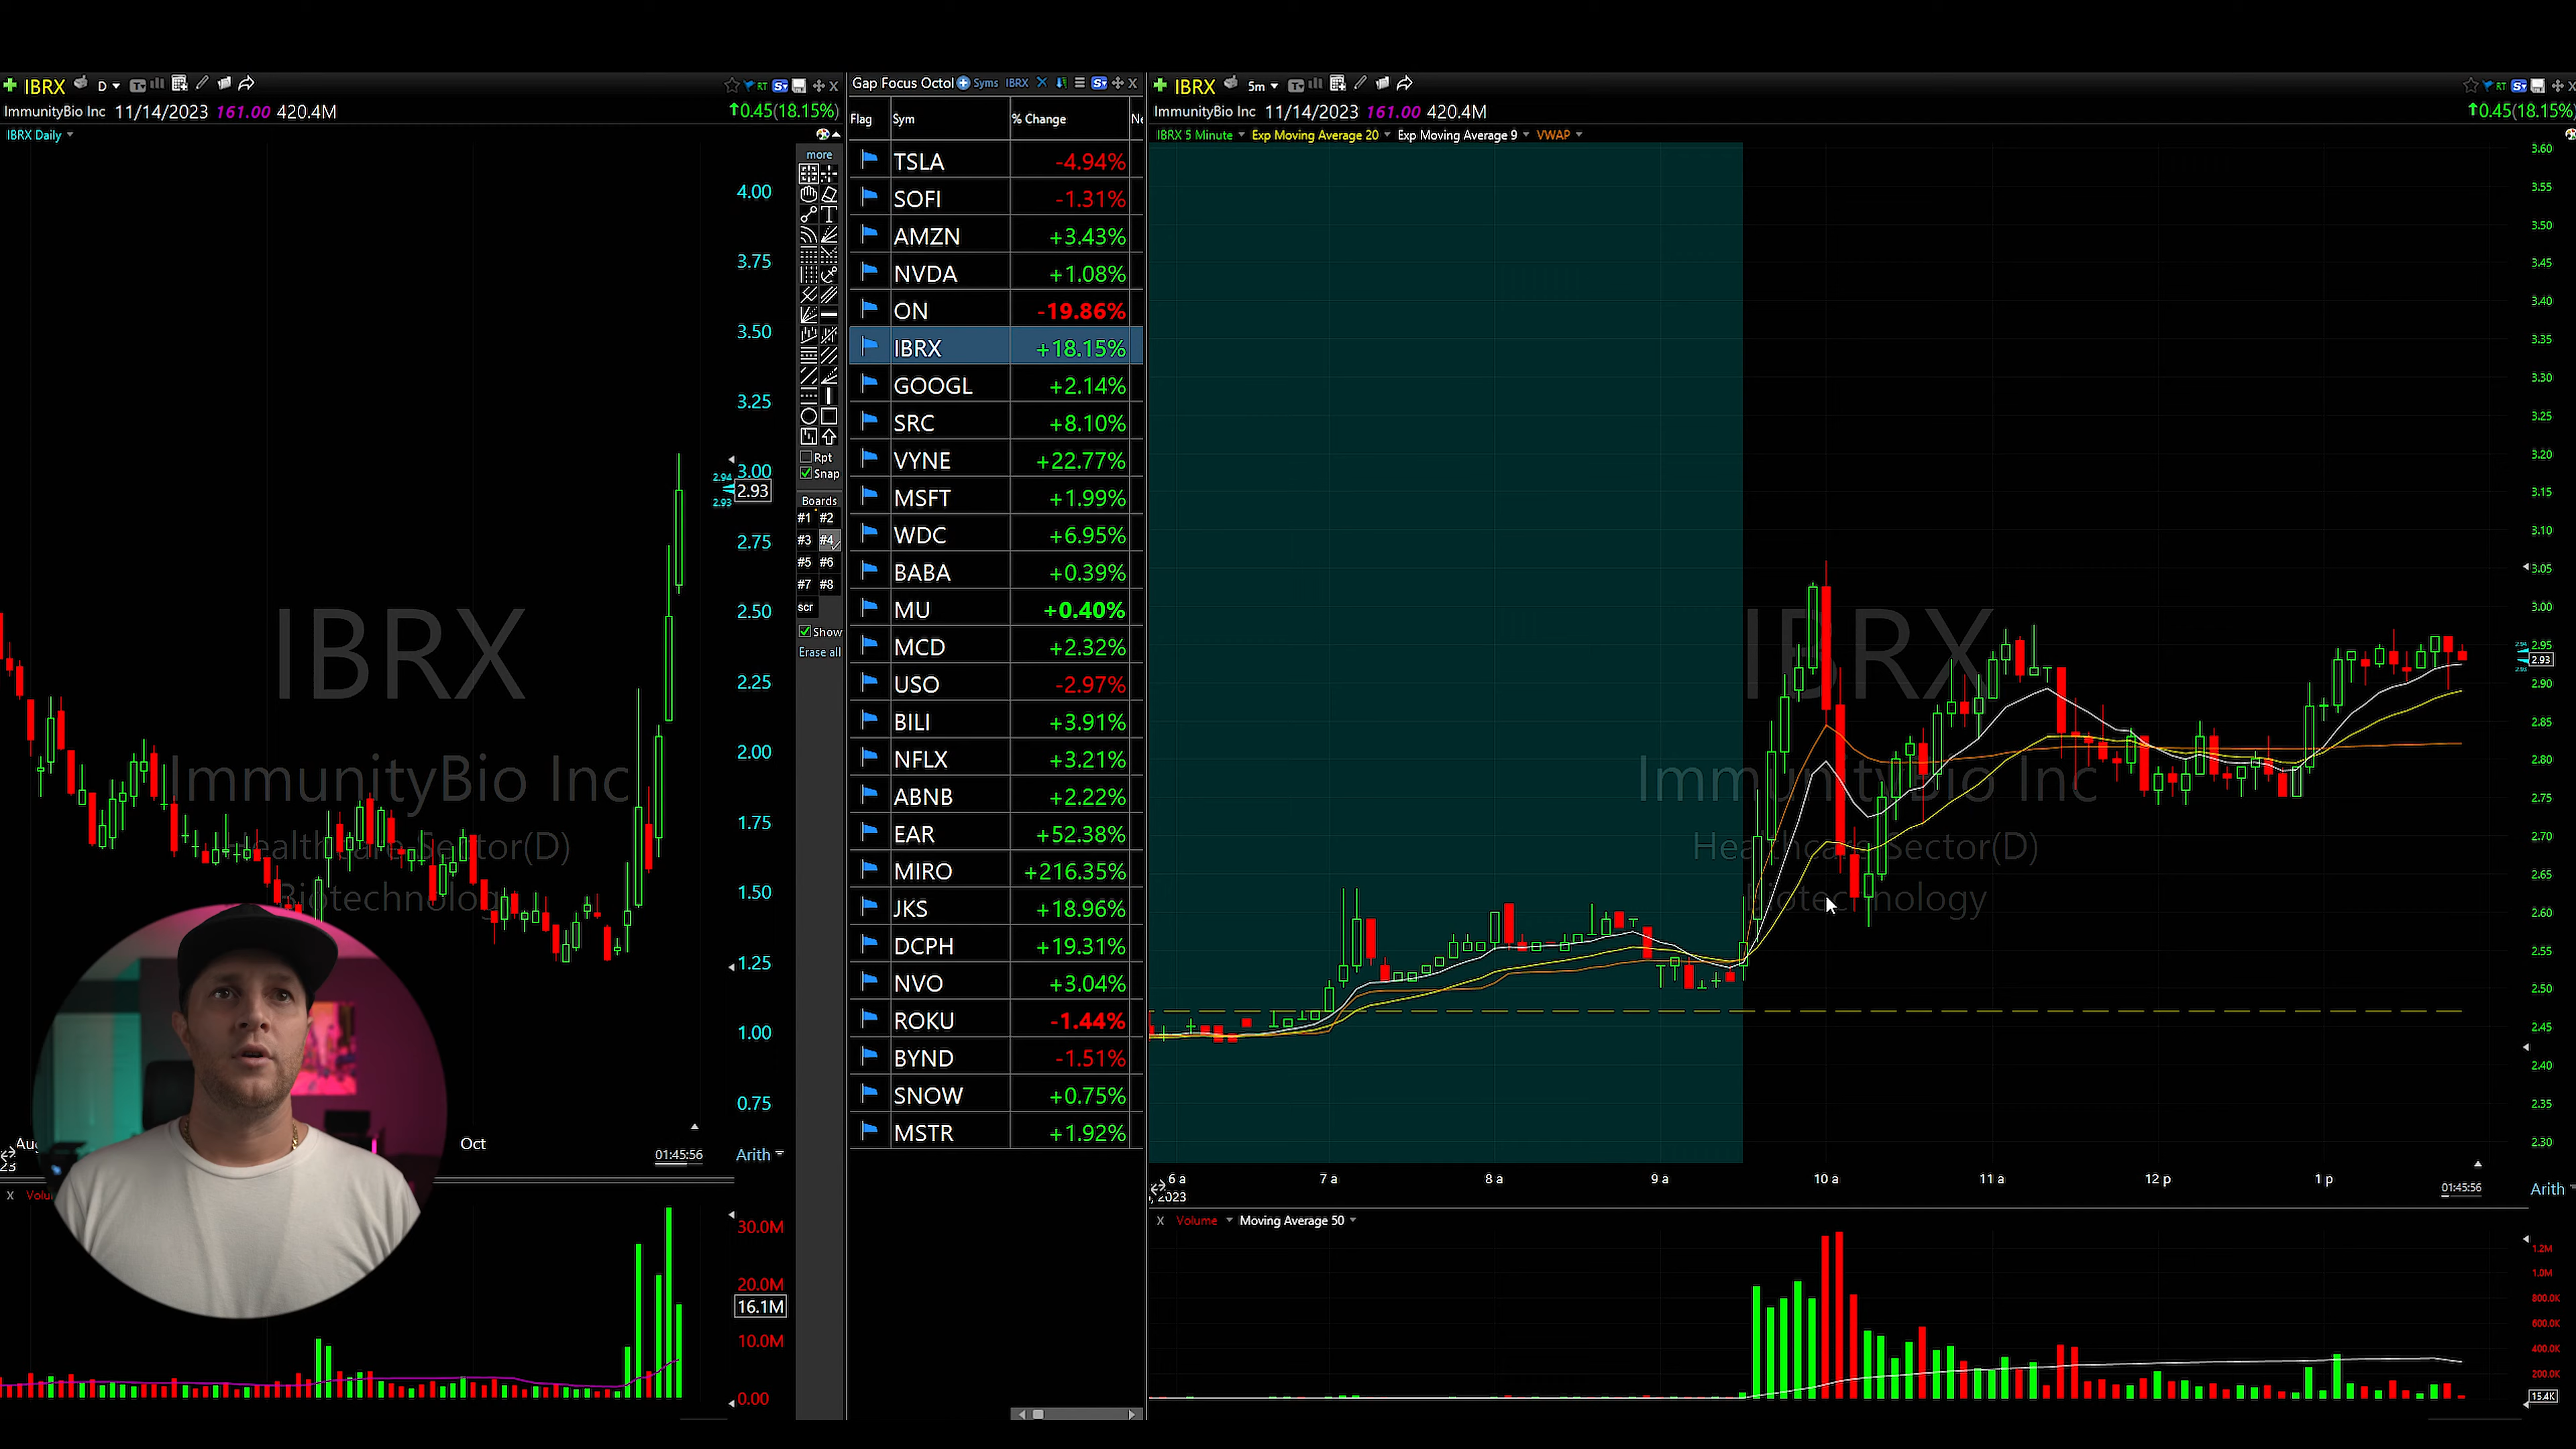 IBRX D
ImmunityBio Inc 11/14/2023 161.00 420.4M
RT
↑0.45(18.15%)
IBRX Daily
4.00
3.75
3.50
3.25
3.00
2.94
2.93
2.93
2.75
2.50
2.25
2.00
1.75
1.50
1.25
1.00
0.75
IBRX
ImmunityBio Inc
Healthcare Sector(D)
Oct
01:45:56
Arith
X
30.0M
20.0M
16.1M
10.0M
0.00
more
Rpt
Snap
Boards
#1 #2
#3 #4
#5 #6
#7 #8
scr
Show
Erase all
Gap Focus Octol Syms IBRX
Flag Sym % Change
TSLA -4.94%
SOFI -1.31%
AMZN +3.43%
NVDA +1.08%
ON -19.86%
IBRX +18.15%
GOOGL +2.14%
SRC +8.10%
VYNE +22.77%
MSFT +1.99%
WDC +6.95%
BABA +0.39%
MU +0.40%
MCD +2.32%
USO -2.97%
BILI +3.91%
NFLX +3.21%
ABNB +2.22%
EAR +52.38%
MIRO +216.35%
JKS +18.96%
DCPH +19.31%
NVO +3.04%
ROKU -1.44%
BYND -1.51%
SNOW +0.75%
MSTR +1.92%
IBRX 5m
RT
ImmunityBio Inc 11/14/2023 161.00 420.4M
↑0.45(18.15%)
IBRX 5 Minute Exp Moving Average 20 Exp Moving Average 9 VWAP
3.60
3.55
3.50
3.45
3.40
3.35
3.30
3.25
3.20
3.15
3.10
3.05
3.00
2.95
2.93
2.90
2.85
2.80
2.75
2.70
2.65
2.60
2.55
2.50
2.45
2.40
2.35
2.30
IBRX
ImmunityBio Inc
Healthcare Sector(D)
Biotechnology
6 a 7 a 8 a 9 a 10 a 11 a 12 p 1 p
2023
01:45:56
Arith
X Volume Moving Average 50
1.2M
1.0M
800.0K
600.0K
400.0K
200.0K
15.4K